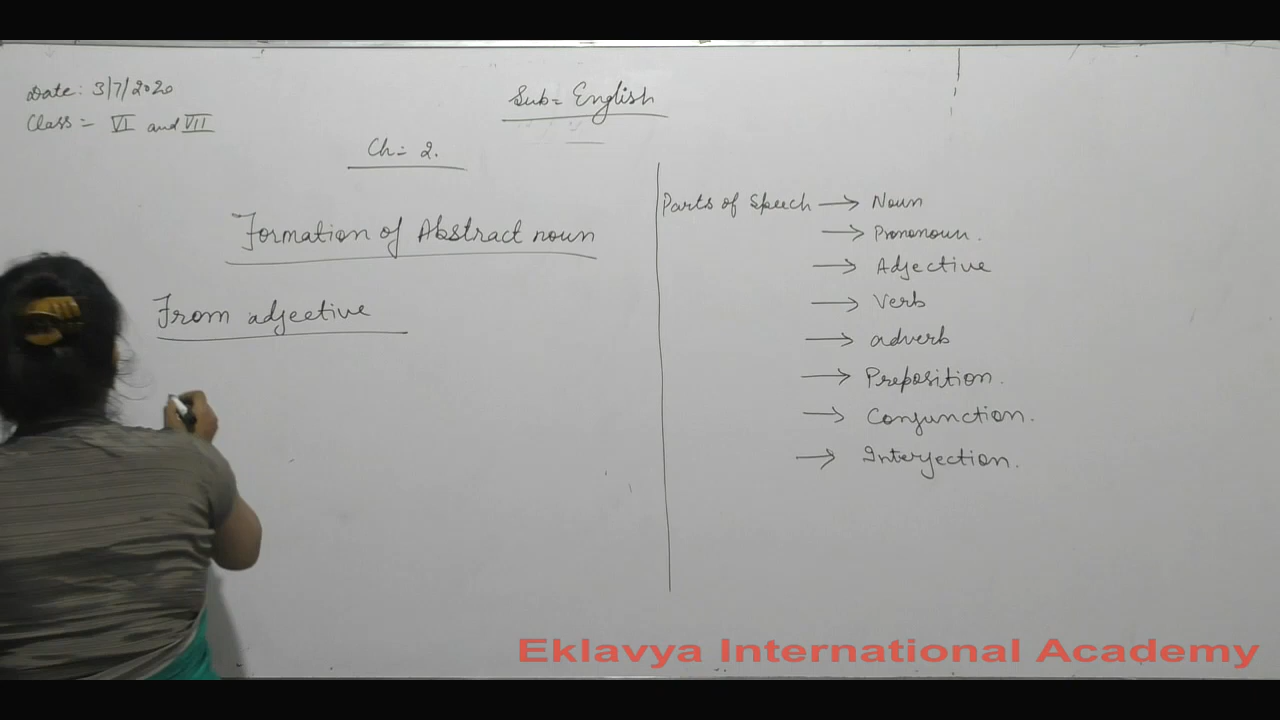 Date: 3/7/2020
Class = VI and VII
Sub = English
Ch = 2.
Formation of Abstract noun
From adjective
Parts of Speech → Noun
→ Prononoun.
→ Adjective
→ Verb
→ adverb
→ Preposition.
→ Conjunction.
→ Interjection.
Eklavya International Academy